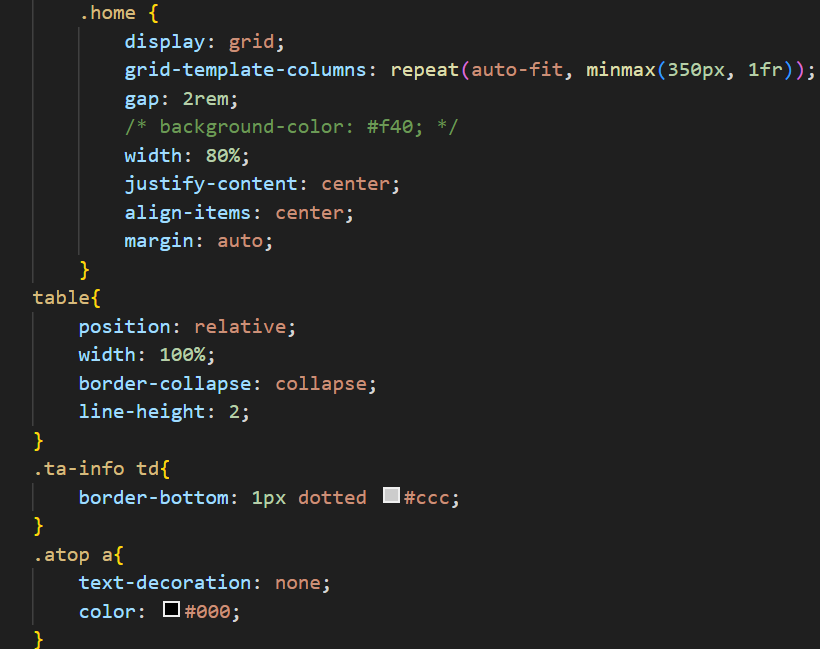 .home {
display: grid;
grid-template-columns: repeat(auto-fit, minmax(350px, 1fr));
gap: 2rem;
/* background-color: #f40; */
width: 80%;
justify-content: center;
align-items: center;
margin: auto;
}
table{
position: relative;
width: 100%;
border-collapse: collapse;
line-height: 2;
}
.ta-info td{
border-bottom: 1px dotted #ccc;
}
.atop a{
text-decoration: none;
color: #000;
}